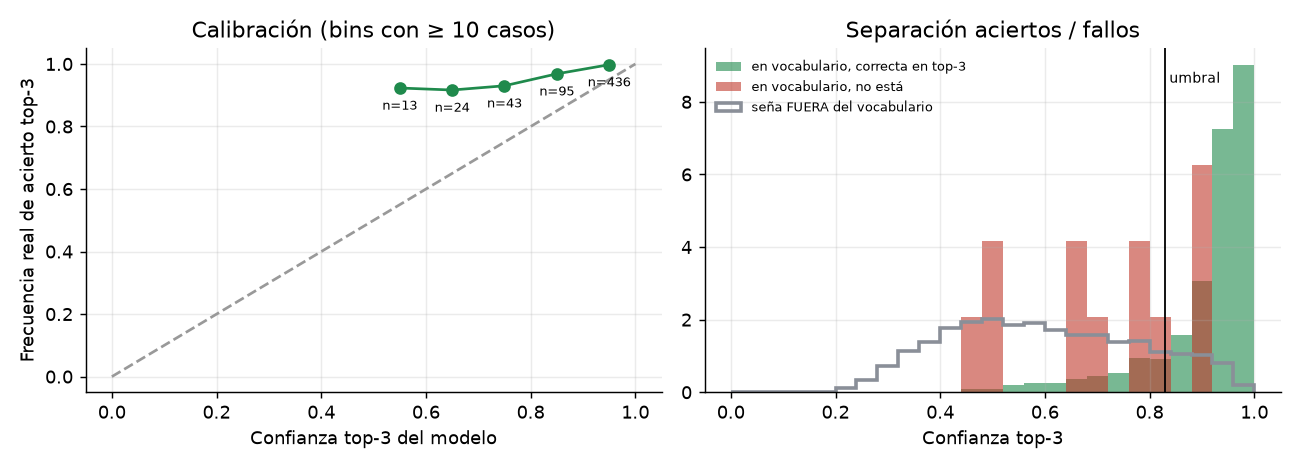 Calibración (bins con ≥ 10 casos)
Frecuencia real de acierto top-3
1.0
0.8
0.6
0.4
0.2
0.0
n=13
n=24
n=43
n=95
n=436
0.0 0.2 0.4 0.6 0.8 1.0
Confianza top-3 del modelo
Separación aciertos / fallos
en vocabulario, correcta en top-3
en vocabulario, no está
seña FUERA del vocabulario
umbral
8
6
4
2
0
0.0 0.2 0.4 0.6 0.8 1.0
Confianza top-3